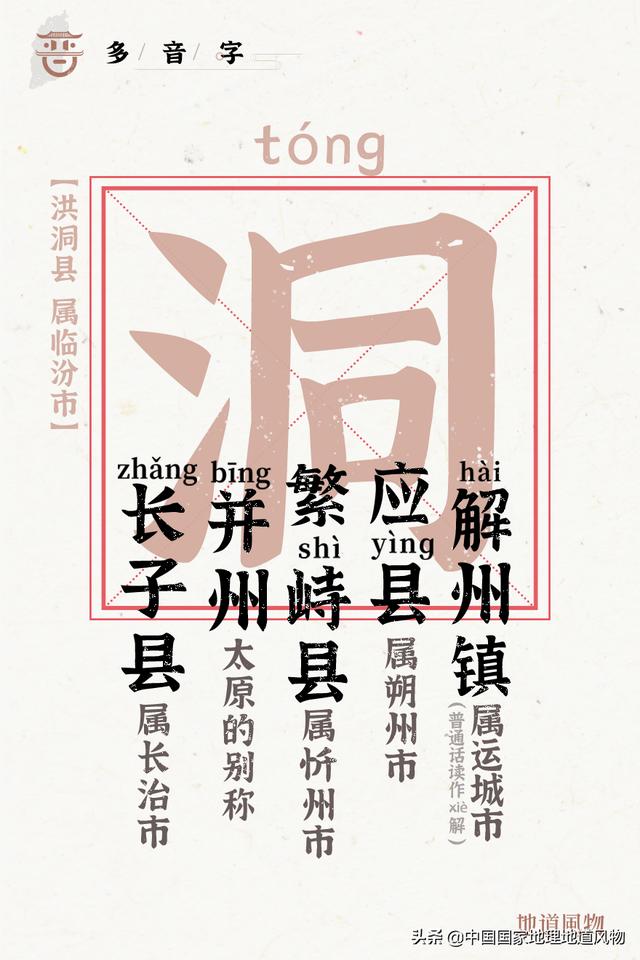 晋
多/音/字
tóng
洞
【洪洞县 属临汾市】
zhǎng
长子县
属长治市
bīng
并州
太原的别称
繁峙县
shì
属忻州市
应县
yìng
属朔州市
hài
解州镇
属运城市
（普通话读作xiè解）
地道风物
头条 @中国国家地理地道风物